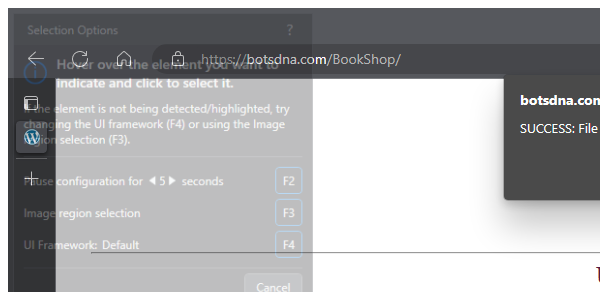 Selection Options ?
https://botsdna.com/BookShop/
Hover over the element you want to
indicate and click to select it.
botsdna.com
SUCCESS: File
If the element is not being detected/highlighted, try
changing the UI framework (F4) or using the Image
region selection (F3).
Pause configuration for 5 seconds F2
Image region selection F3
UI Framework: Default F4
Cancel